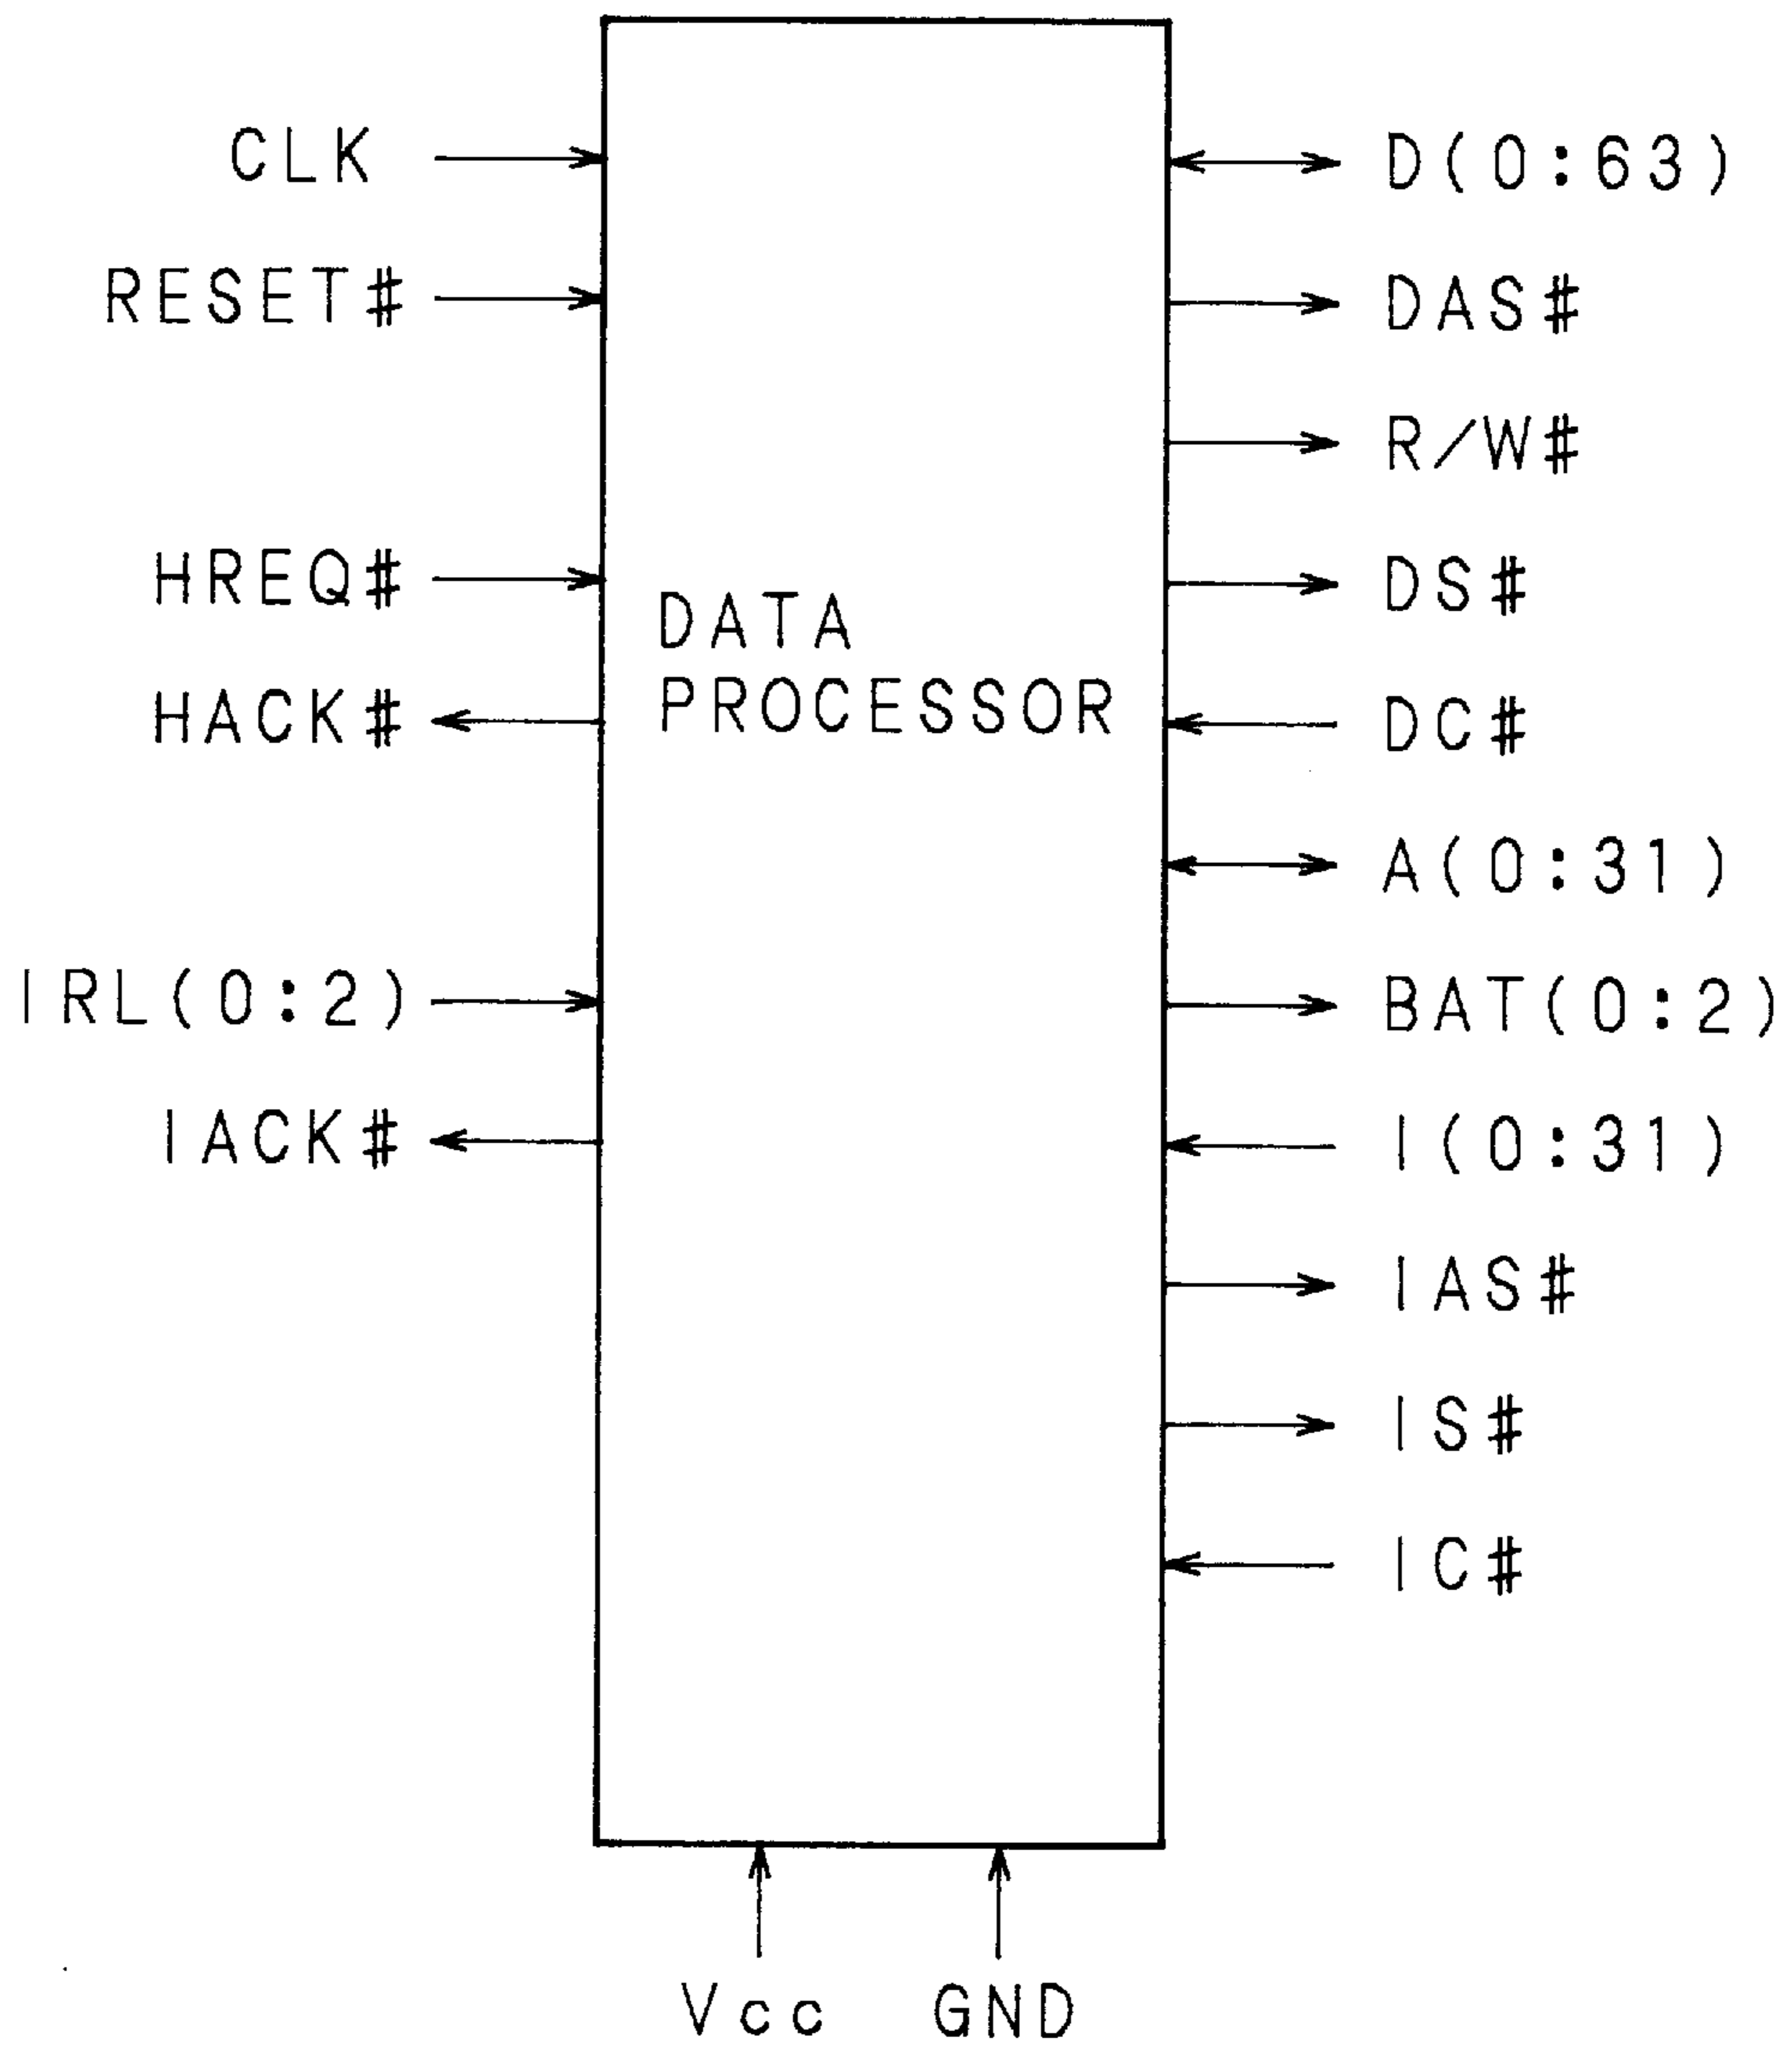 CLK
RESET#
HREQ#
HACK#
IRL(0:2)
IACK#
DATA
PROCESSOR
D(0:63)
DAS#
R/W#
DS#
DC#
A(0:31)
BAT(0:2)
I(0:31)
IAS#
IS#
IC#
Vcc
GND